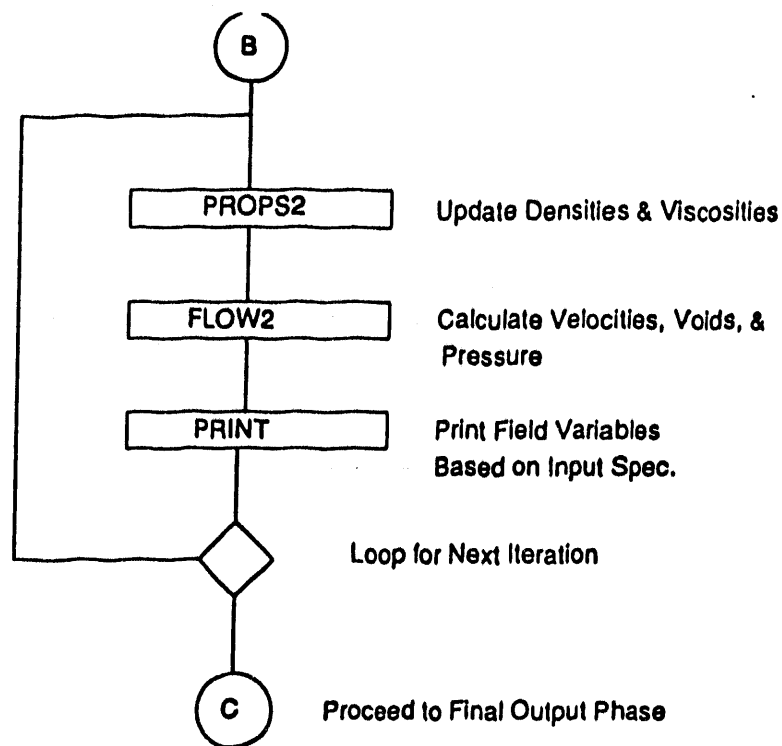 B
PROPS2
Update Densities & Viscosities
FLOW2
Calculate Velocities, Voids, &
Pressure
PRINT
Print Field Variables
Based on Input Spec.
Loop for Next Iteration
C
Proceed to Final Output Phase